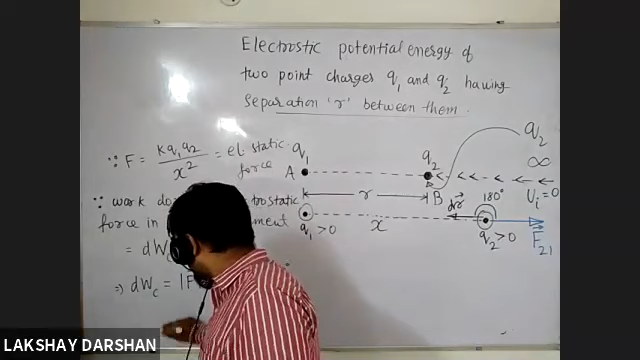 Electrostic potential energy of
two point charges q₁ and q₂ having
separation 'r' between them.
∵ F = Kq₁q₂/x² = el. static force
q₁
A
q₂
B
r
q₂
∞
Uᵢ=0
∵ work do
trostatic
force in
ment
= dW
⇒ dW_c = |F
q₁>0
x
dr
180°
q₂>0
F₂₁
LAKSHAY DARSHAN